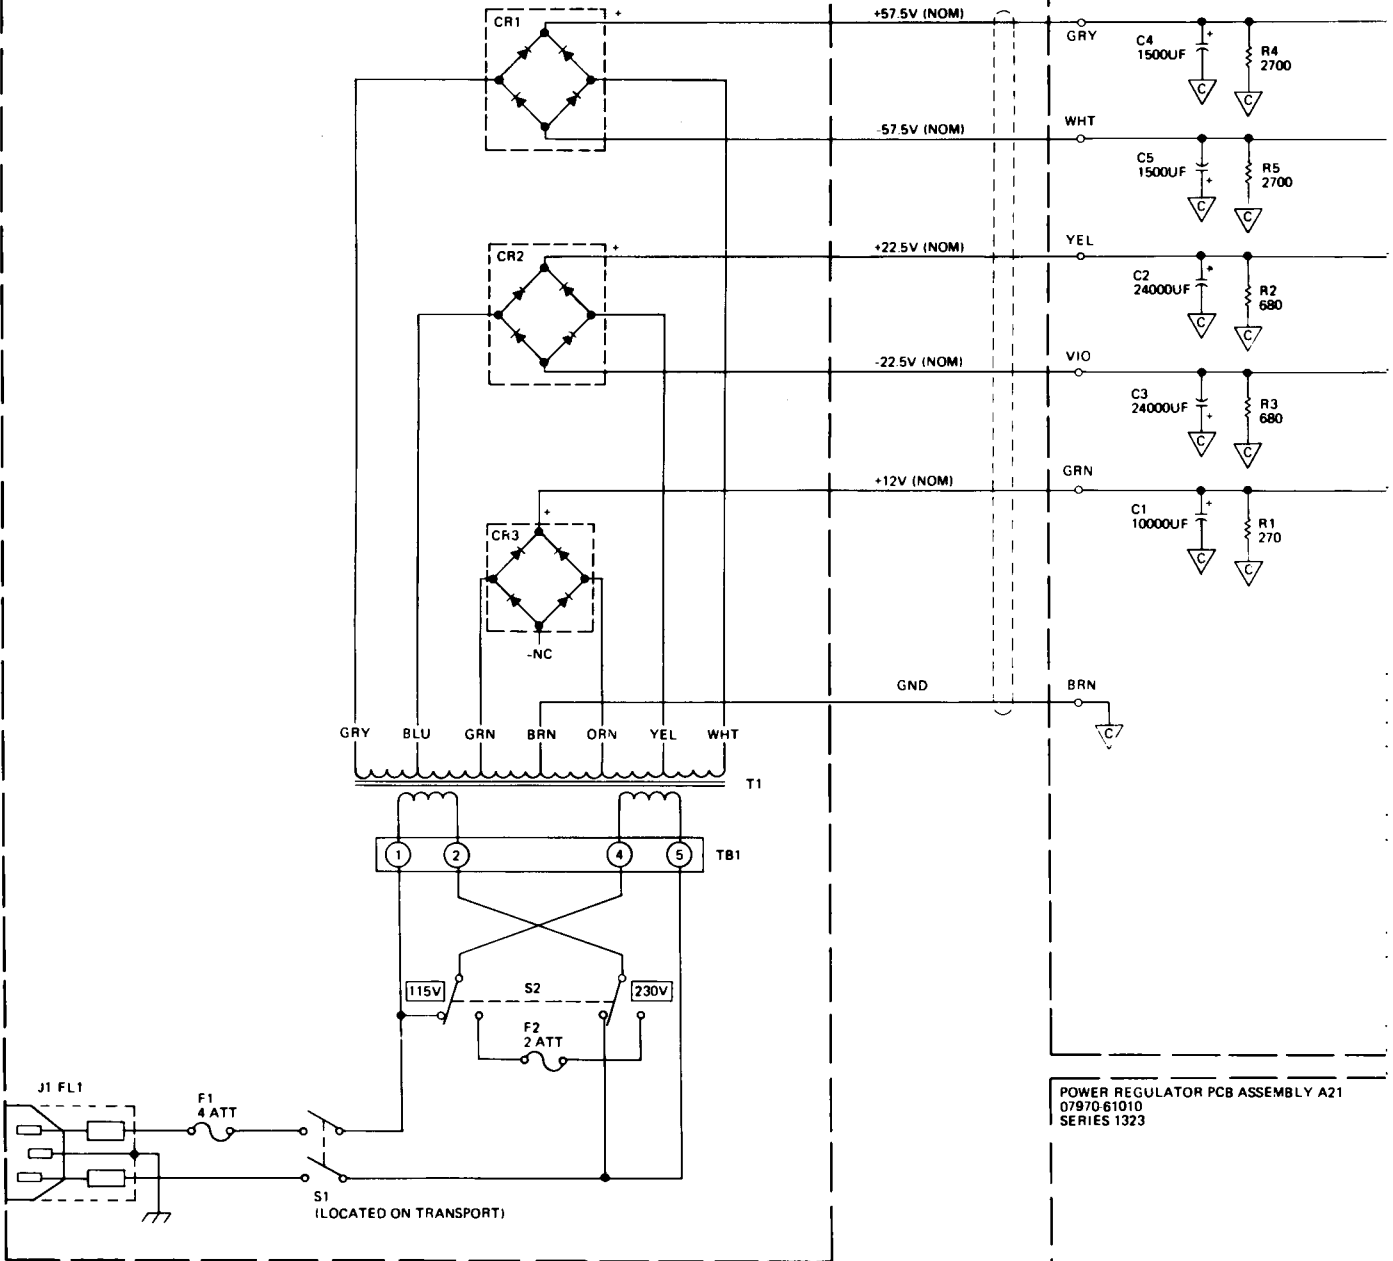 CR1
+
+57.5V (NOM)
GRY
C4
1500UF
+
R4
2700
C
C
-57.5V (NOM)
WHT
C5
1500UF
+
R5
2700
C
C
CR2
+
+22.5V (NOM)
YEL
C2
24000UF
+
R2
680
C
C
-22.5V (NOM)
VIO
C3
24000UF
+
R3
680
C
C
CR3
+
-NC
+12V (NOM)
GRN
C1
10000UF
+
R1
270
C
C
GND
BRN
C
GRY BLU GRN BRN ORN YEL WHT
T1
1 2 4 5
TB1
115V
S2
230V
F2
2 ATT
J1 FL1
F1
4 ATT
S1
(LOCATED ON TRANSPORT)
POWER REGULATOR PCB ASSEMBLY A21
07970-61010
SERIES 1323